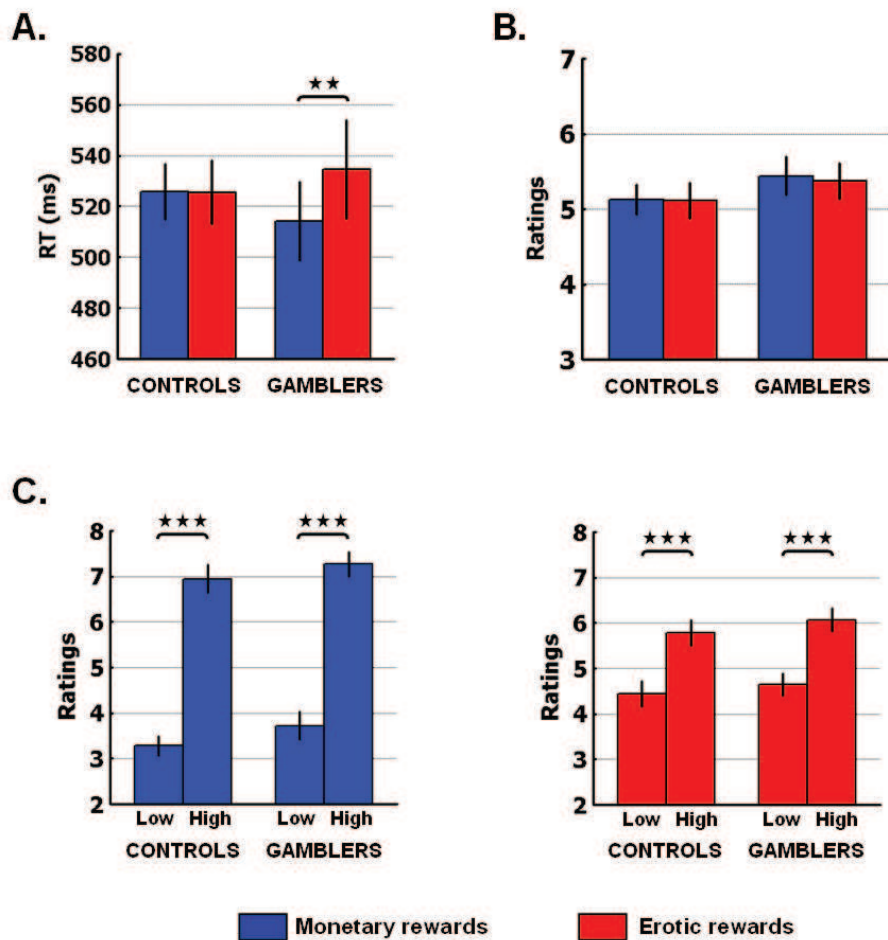 A.
580
560
540
520
500
480
460
RT (ms)
★★
CONTROLS GAMBLERS
B.
7
6
5
4
3
Ratings
CONTROLS GAMBLERS
C.
8
7
6
5
4
3
2
Ratings
★★★ ★★★
Low High Low High
CONTROLS GAMBLERS
8
7
6
5
4
3
2
Ratings
★★★ ★★★
Low High Low High
CONTROLS GAMBLERS
Monetary rewards Erotic rewards